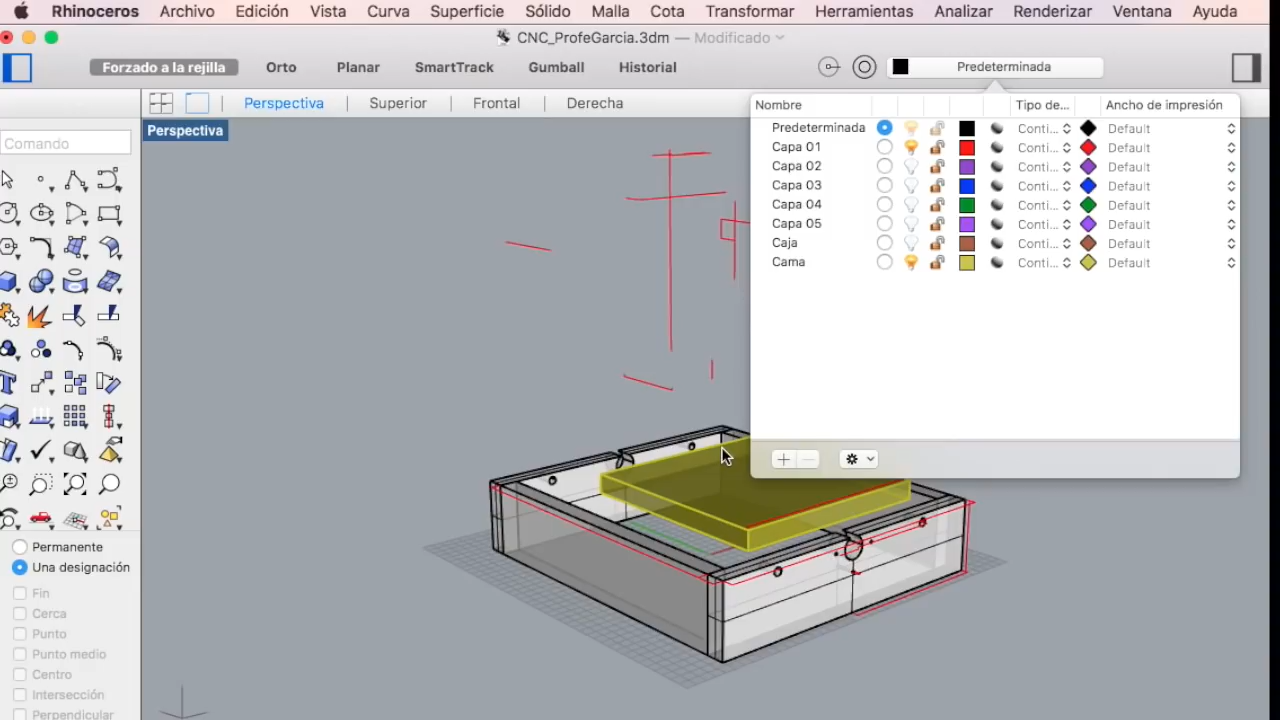 Rhinoceros Archivo Edición Vista Curva Superficie Sólido Malla Cota Transformar Herramientas Analizar Renderizar Ventana Ayuda
CNC_ProfeGarcia.3dm — Modificado
Forzado a la rejilla Orto Planar SmartTrack Gumball Historial Predeterminada
Perspectiva Superior Frontal Derecha
Perspectiva
Comando
Nombre Tipo de... Ancho de impresión
Predeterminada Conti... Default
Capa 01 Conti... Default
Capa 02 Conti... Default
Capa 03 Conti... Default
Capa 04 Conti... Default
Capa 05 Conti... Default
Caja Conti... Default
Cama Conti... Default
Permanente
Una designación
Fin
Cerca
Punto
Punto medio
Centro
Intersección
Perpendicular